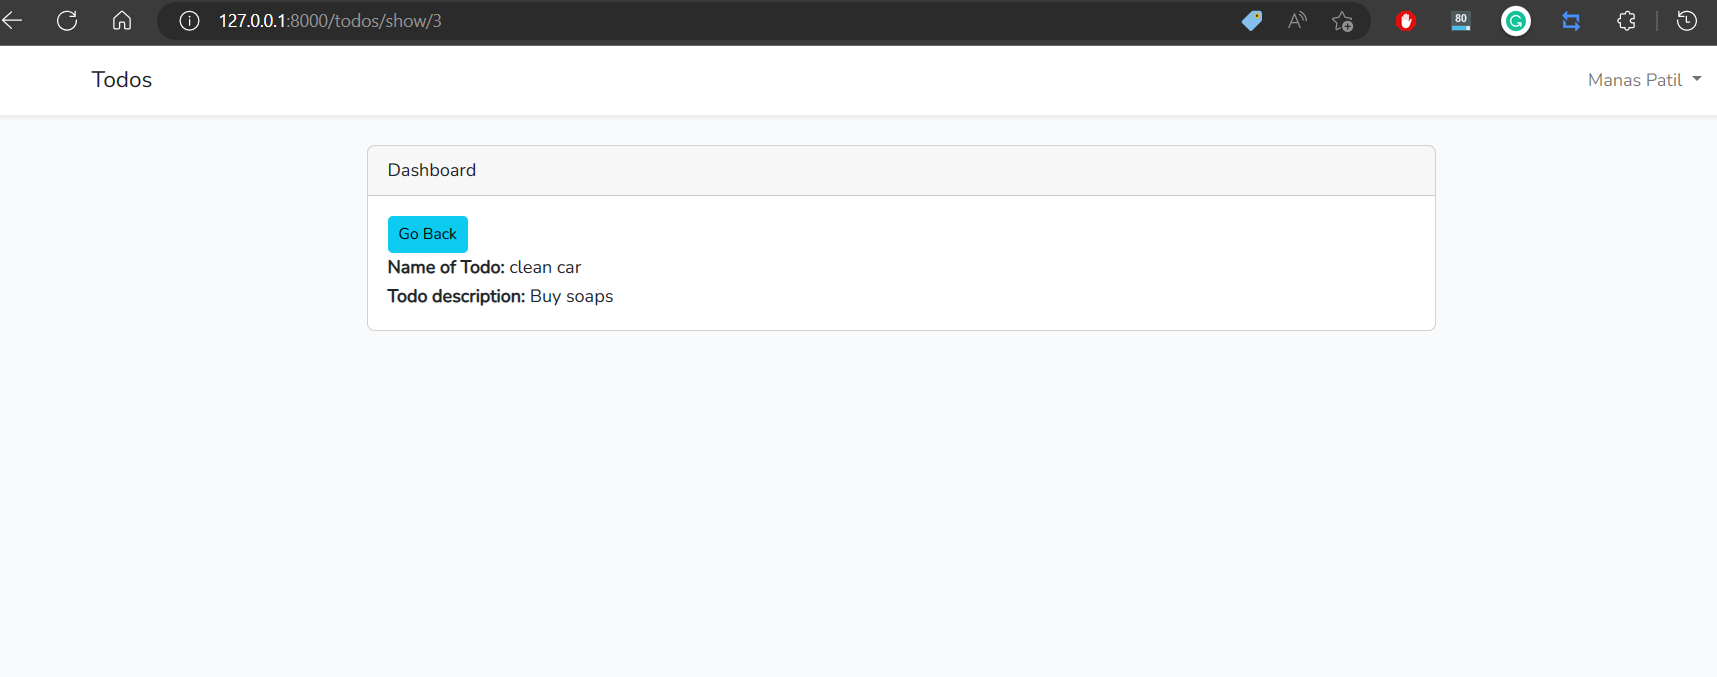 127.0.0.1:8000/todos/show/3
80
Todos
Manas Patil
Dashboard
Go Back
Name of Todo: clean car
Todo description: Buy soaps